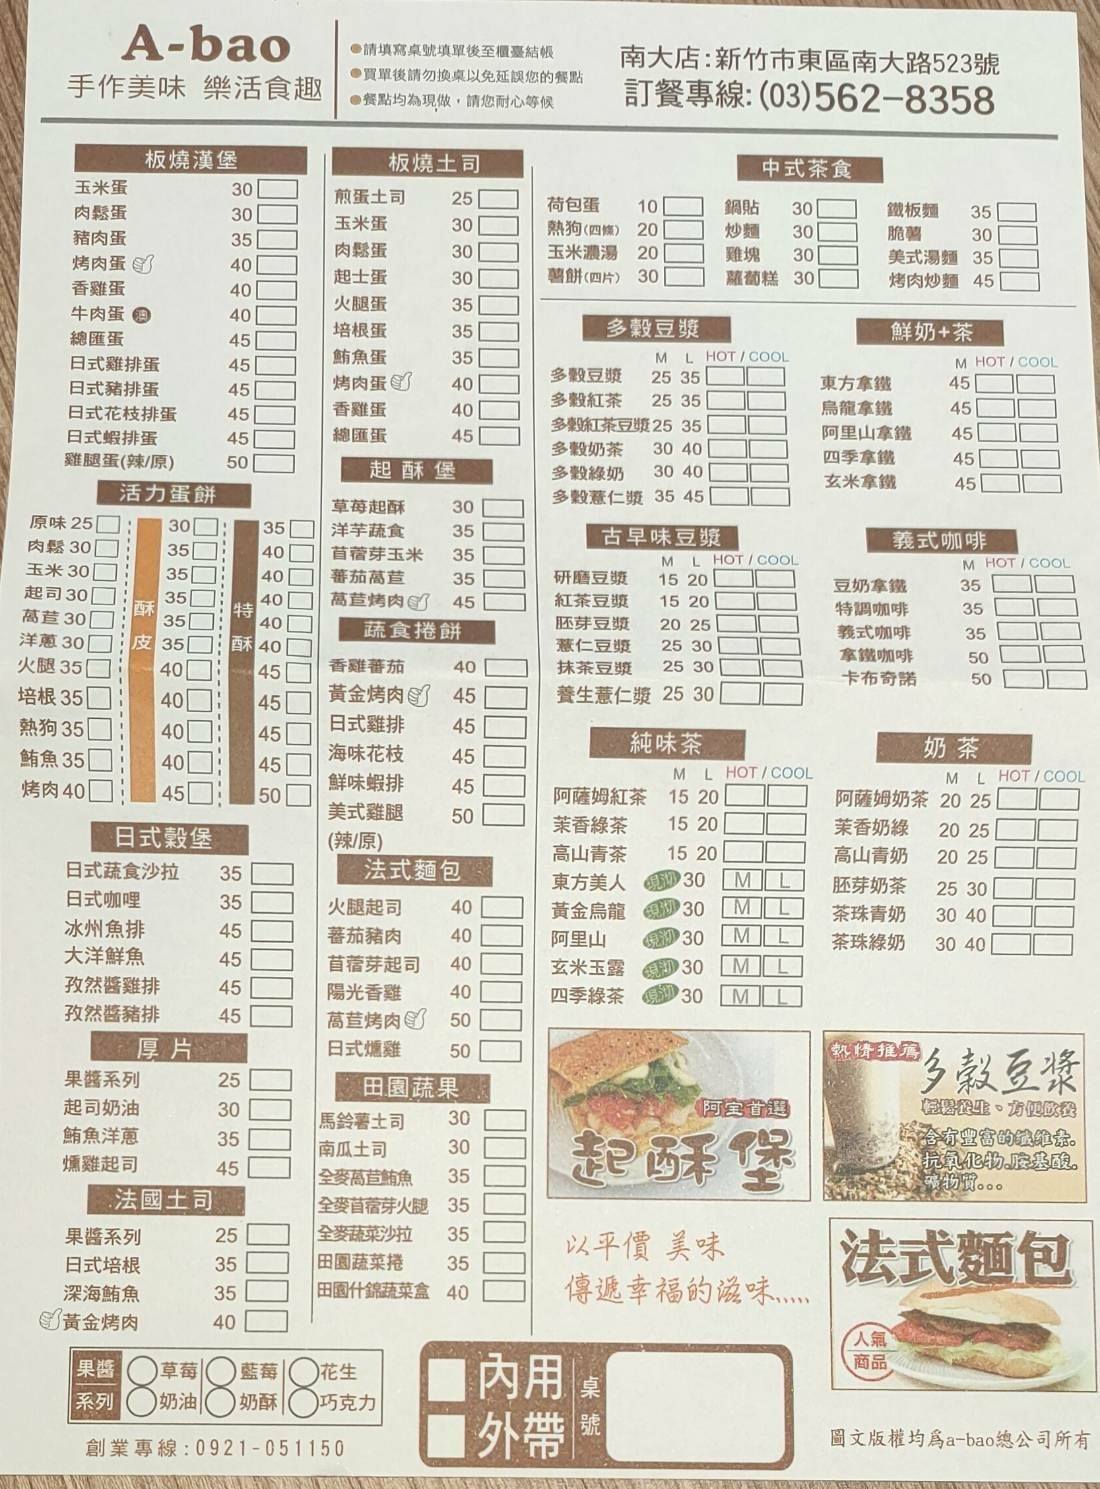 A-bao
手作美味 樂活食趣
●請填寫桌號填單後至櫃臺結帳
●買單後請勿換桌以免延誤您的餐點
●餐點均為現做，請您耐心等候
南大店:新竹市東區南大路523號
訂餐專線:(03)562-8358
板燒漢堡
玉米蛋 30
肉鬆蛋 30
豬肉蛋 35
烤肉蛋 40
香雞蛋 40
牛肉蛋 澳 40
總匯蛋 45
日式雞排蛋 45
日式豬排蛋 45
日式花枝排蛋 45
日式蝦排蛋 45
雞腿蛋(辣/原) 50
活力蛋餅
酥皮
特酥
原味 25 30 35
肉鬆 30 35 40
玉米 30 35 40
起司 30 35 40
萵苣 30 35 40
洋蔥 30 35 40
火腿 35 40 45
培根 35 40 45
熱狗 35 40 45
鮪魚 35 40 45
烤肉 40 45 50
日式穀堡
日式蔬食沙拉 35
日式咖哩 35
冰州魚排 45
大洋鮮魚 45
孜然醬雞排 45
孜然醬豬排 45
厚片
果醬系列 25
起司奶油 30
鮪魚洋蔥 35
燻雞起司 45
法國土司
果醬系列 25
日式培根 35
深海鮪魚 35
黃金烤肉 40
果醬系列
草莓 藍莓 花生
奶油 奶酥 巧克力
創業專線:0921-051150
板燒土司
煎蛋土司 25
玉米蛋 30
肉鬆蛋 30
起士蛋 30
火腿蛋 35
培根蛋 35
鮪魚蛋 35
烤肉蛋 40
香雞蛋 40
總匯蛋 45
起酥堡
草莓起酥 30
洋芋蔬食 35
苜蓿芽玉米 35
蕃茄萵苣 35
萵苣烤肉 45
蔬食捲餅
香雞蕃茄 40
黃金烤肉 45
日式雞排 45
海味花枝 45
鮮味蝦排 45
美式雞腿 50
(辣/原)
法式麵包
火腿起司 40
蕃茄豬肉 40
苜蓿芽起司 40
陽光香雞 40
萵苣烤肉 50
日式燻雞 50
田園蔬果
馬鈴薯土司 30
南瓜土司 30
全麥萵苣鮪魚 35
全麥苜蓿芽火腿 35
全麥蔬菜沙拉 35
田園蔬菜捲 35
田園什錦蔬菜盒 40
中式茶食
荷包蛋 10 鍋貼 30 鐵板麵 35
熱狗(四條) 20 炒麵 30 脆薯 30
玉米濃湯 20 雞塊 30 美式湯麵 35
薯餅(四片) 30 蘿蔔糕 30 烤肉炒麵 45
多穀豆漿
M L HOT / COOL
多穀豆漿 25 35
多穀紅茶 25 35
多穀紅茶豆漿 25 35
多穀奶茶 30 40
多穀綠奶 30 40
多穀薏仁漿 35 45
鮮奶+茶
M HOT / COOL
東方拿鐵 45
烏龍拿鐵 45
阿里山拿鐵 45
四季拿鐵 45
玄米拿鐵 45
古早味豆漿
M L HOT / COOL
研磨豆漿 15 20
紅茶豆漿 15 20
胚芽豆漿 20 25
薏仁豆漿 25 30
抹茶豆漿 25 30
養生薏仁漿 25 30
義式咖啡
M HOT / COOL
豆奶拿鐵 35
特調咖啡 35
義式咖啡 35
拿鐵咖啡 50
卡布奇諾 50
純味茶
M L HOT / COOL
阿薩姆紅茶 15 20
茉香綠茶 15 20
高山青茶 15 20
東方美人 現沏 30 M L
黃金烏龍 現沏 30 M L
阿里山 現沏 30 M L
玄米玉露 現沏 30 M L
四季綠茶 現沏 30 M L
奶茶
M L HOT / COOL
阿薩姆奶茶 20 25
茉香奶綠 20 25
高山青奶 20 25
胚芽奶茶 25 30
茶珠青奶 30 40
茶珠綠奶 30 40
阿寶首選
起酥堡
熱情推薦
多穀豆漿
輕鬆養生、方便飲養
含有豐富的纖維素.
抗氧化物.胺基酸.
礦物質...
以平價 美味
傳遞幸福的滋味.....
法式麵包
人氣
商品
內用
外帶
桌號
圖文版權均為a-bao總公司所有